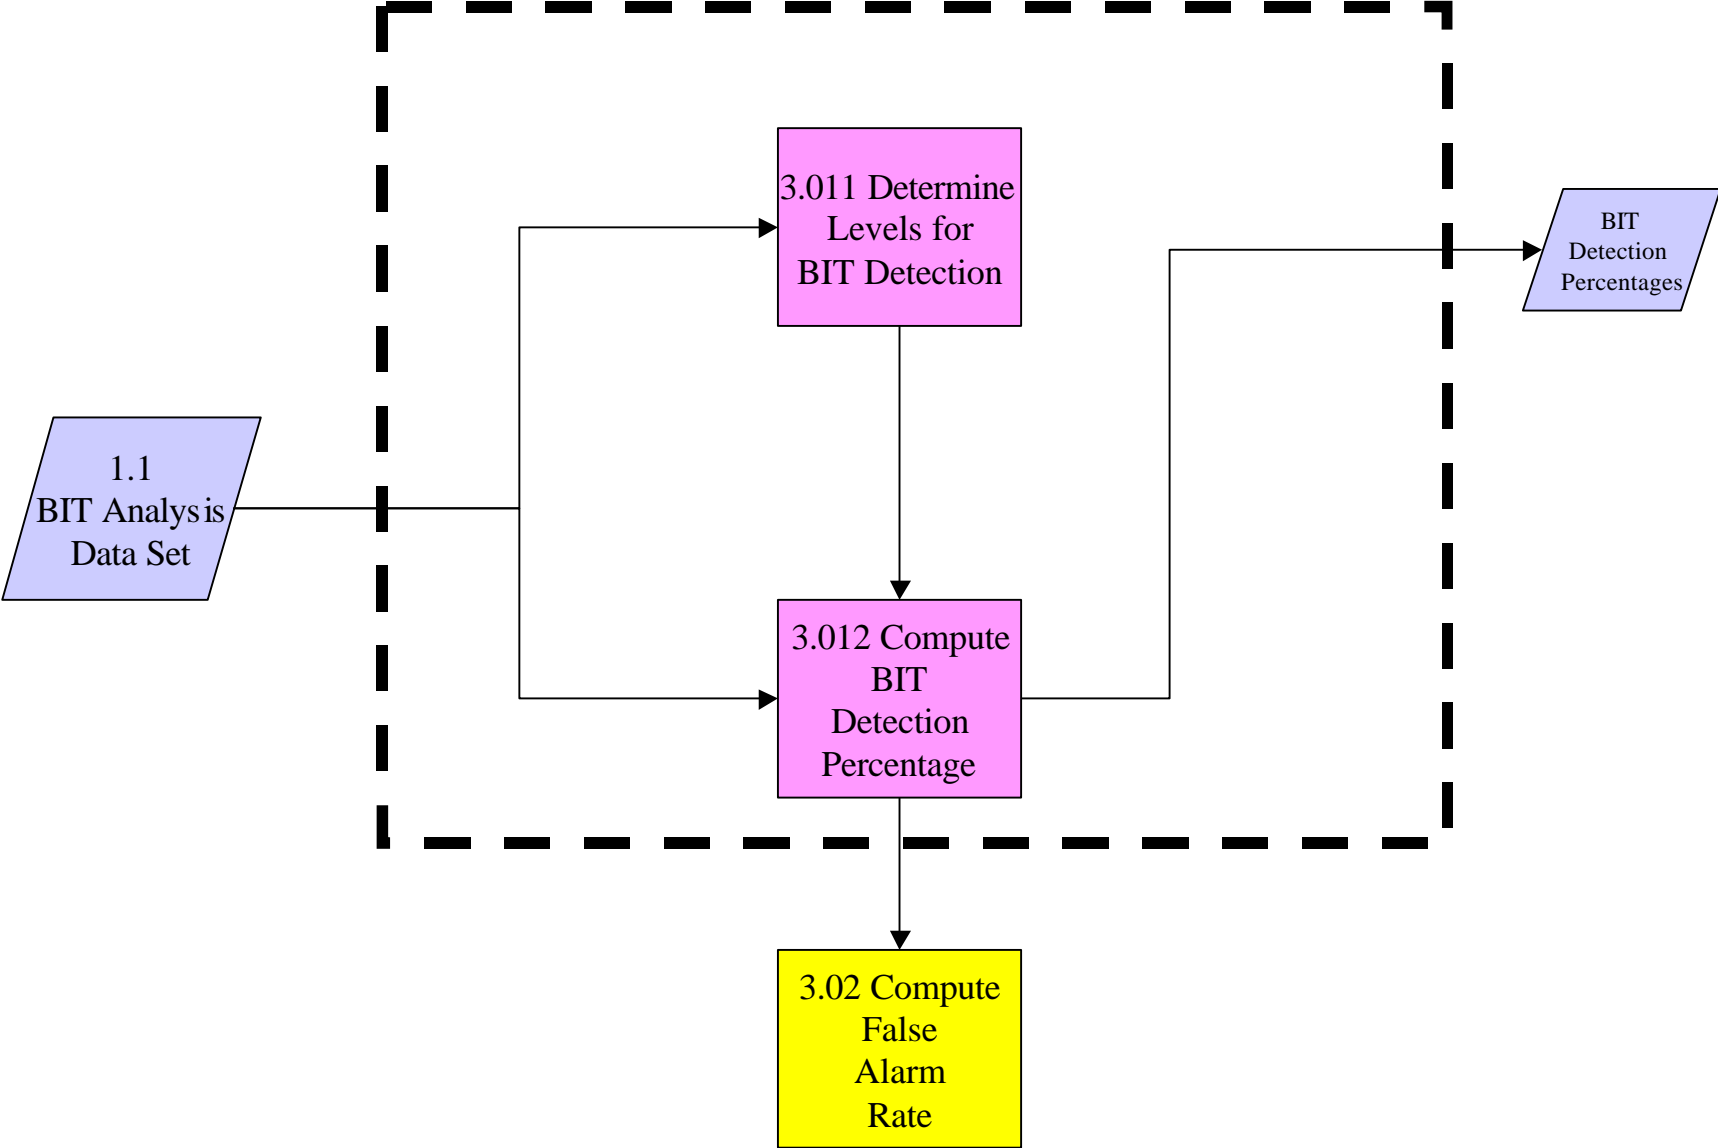 3.011 Determine
Levels for
BIT Detection
BIT
Detection
Percentages
1.1
BIT Analysis
Data Set
3.012 Compute
BIT
Detection
Percentage
3.02 Compute
False
Alarm
Rate